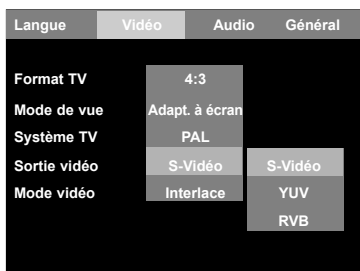 Langue Vidéo Audio Général
Format TV 4:3
Mode de vue Adapt. à écran
Système TV PAL
Sortie vidéo S-Vidéo S-Vidéo
Mode vidéo Interlace YUV
RVB